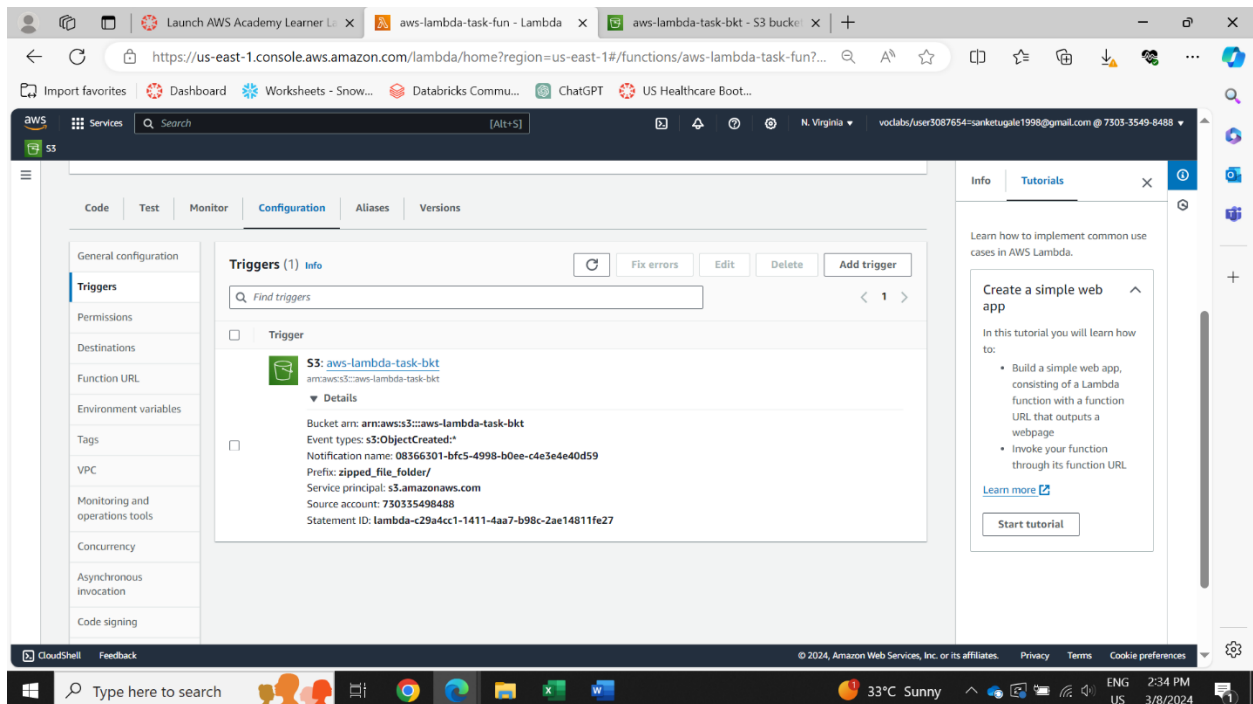 Launch AWS Academy Learner La
aws-lambda-task-fun - Lambda
aws-lambda-task-bkt - S3 bucket
https://us-east-1.console.aws.amazon.com/lambda/home?region=us-east-1#/functions/aws-lambda-task-fun?...
Import favorites
Dashboard
Worksheets - Snow...
Databricks Commu...
ChatGPT
US Healthcare Boot...
aws
Services
Search
[Alt+S]
N. Virginia
voclabs/user3087654=sanketugale1998@gmail.com @ 7303-3549-8488
S3
Code
Test
Monitor
Configuration
Aliases
Versions
General configuration
Triggers
Permissions
Destinations
Function URL
Environment variables
Tags
VPC
Monitoring and
operations tools
Concurrency
Asynchronous
invocation
Code signing
Triggers (1) Info
Fix errors
Edit
Delete
Add trigger
Find triggers
1
Trigger
S3: aws-lambda-task-bkt
arn:aws:s3:::aws-lambda-task-bkt
Details
Bucket arn: arn:aws:s3:::aws-lambda-task-bkt
Event types: s3:ObjectCreated:*
Notification name: 08366301-bfc5-4998-b0ee-c4e3e4e40d59
Prefix: zipped_file_folder/
Service principal: s3.amazonaws.com
Source account: 730335498488
Statement ID: lambda-c29a4cc1-1411-4aa7-b98c-2ae14811fe27
Info
Tutorials
Learn how to implement common use
cases in AWS Lambda.
Create a simple web
app
In this tutorial you will learn how
to:
• Build a simple web app,
consisting of a Lambda
function with a function
URL that outputs a
webpage
• Invoke your function
through its function URL
Learn more
Start tutorial
CloudShell
Feedback
© 2024, Amazon Web Services, Inc. or its affiliates.
Privacy
Terms
Cookie preferences
Type here to search
33°C Sunny
ENG
US
2:34 PM
3/8/2024